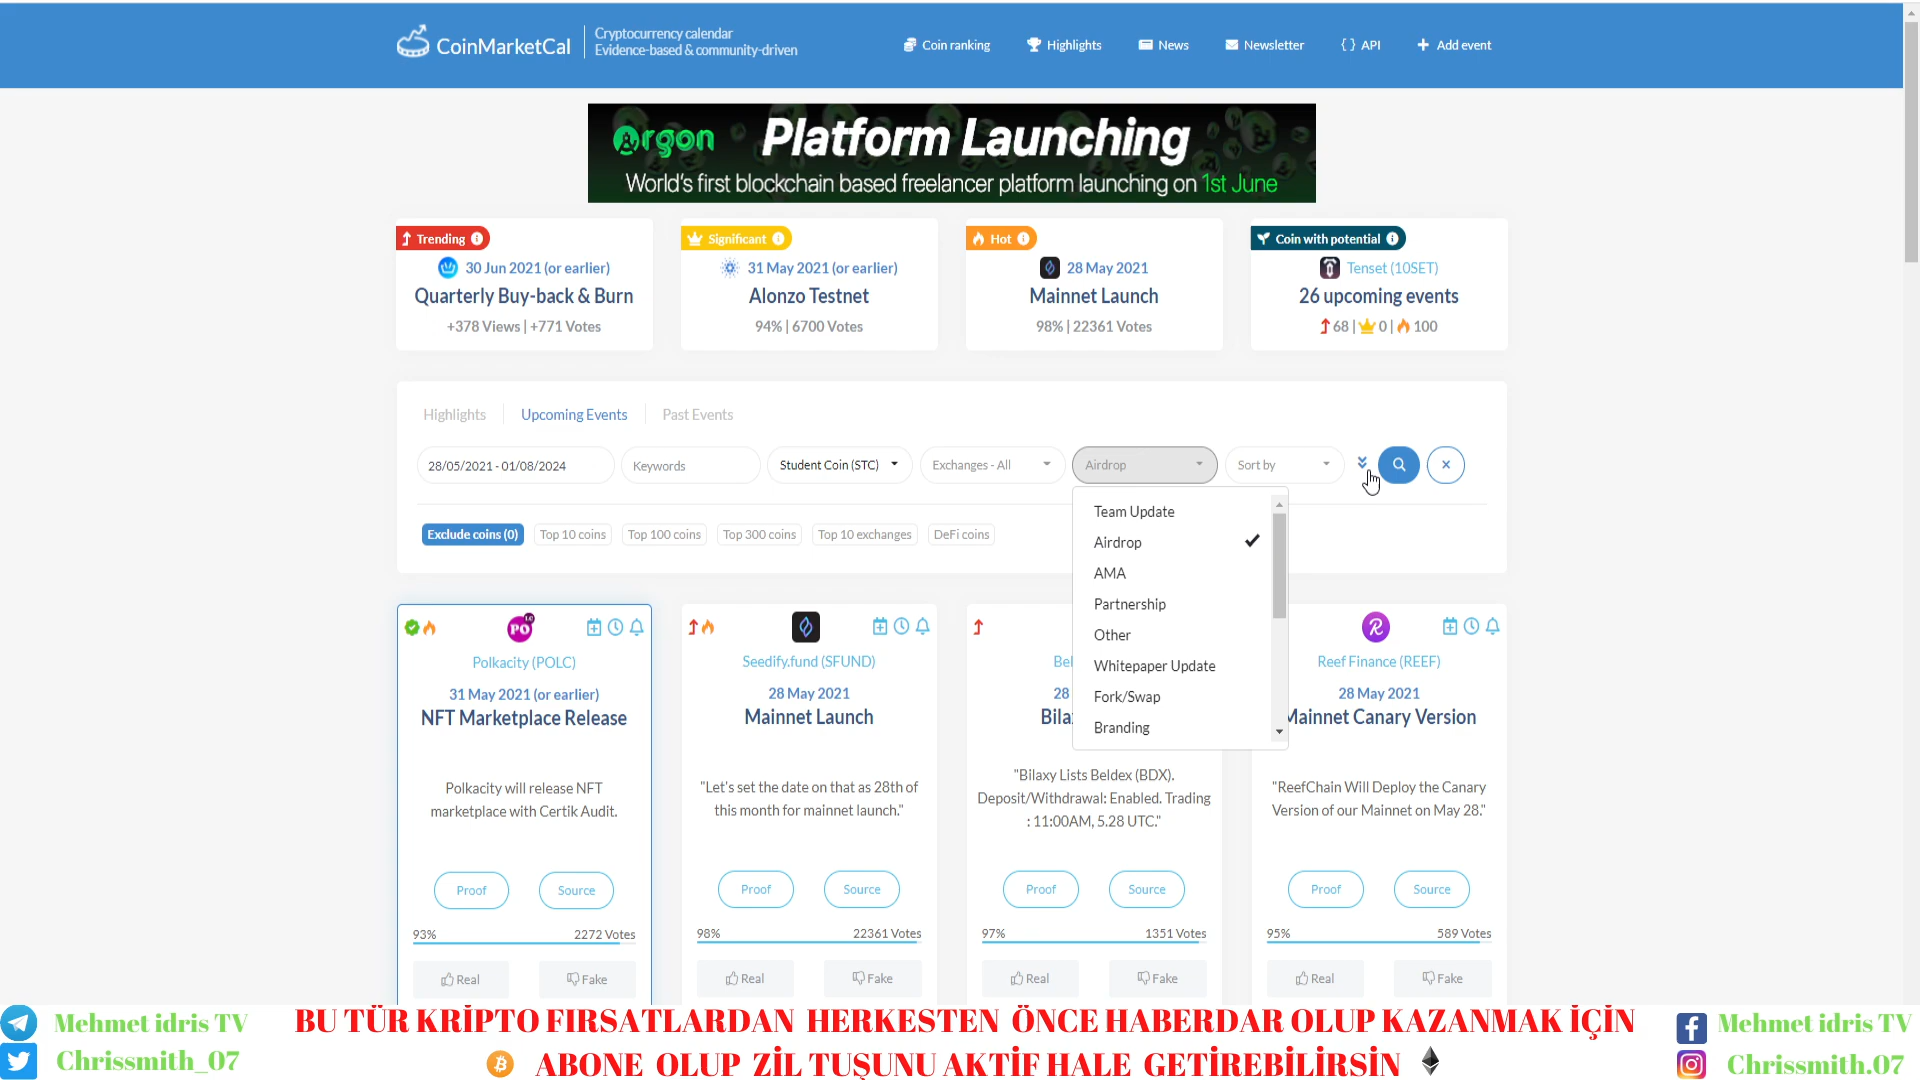 CoinMarketCal
Cryptocurrency calendar
Evidence-based & community-driven
Coin ranking
Highlights
News
Newsletter
API
Add event
Argon
Platform Launching
World's first blockchain based freelancer platform launching on 1st June
Trending
30 Jun 2021 (or earlier)
Quarterly Buy-back & Burn
+378 Views | +771 Votes
Significant
31 May 2021 (or earlier)
Alonzo Testnet
94% | 6700 Votes
Hot
28 May 2021
Mainnet Launch
98% | 22361 Votes
Coin with potential
Tenset (10SET)
26 upcoming events
68 | 0 | 100
Highlights
Upcoming Events
Past Events
28/05/2021 - 01/08/2024
Keywords
Student Coin (STC)
Exchanges - All
Airdrop
Sort by
Exclude coins (0)
Top 10 coins
Top 100 coins
Top 300 coins
Top 10 exchanges
DeFi coins
Team Update
Airdrop
AMA
Partnership
Other
Whitepaper Update
Fork/Swap
Branding
Polkacity (POLC)
31 May 2021 (or earlier)
NFT Marketplace Release
Polkacity will release NFT
marketplace with Certik Audit.
Proof
Source
93%
2272 Votes
Real
Fake
Seedify.fund (SFUND)
28 May 2021
Mainnet Launch
"Let's set the date on that as 28th of
this month for mainnet launch."
Proof
Source
98%
22361 Votes
Real
Fake
Bel
28
Bila
"Bilaxy Lists Beldex (BDX).
Deposit/Withdrawal: Enabled. Trading
: 11:00AM, 5.28 UTC."
Proof
Source
97%
1351 Votes
Real
Fake
Reef Finance (REEF)
28 May 2021
Mainnet Canary Version
"ReefChain Will Deploy the Canary
Version of our Mainnet on May 28."
Proof
Source
95%
589 Votes
Real
Fake
Mehmet idris TV
Chrissmith_07
BU TÜR KRİPTO FIRSATLARDAN HERKESTEN ÖNCE HABERDAR OLUP KAZANMAK İÇİN
ABONE OLUP ZİL TUŞUNU AKTİF HALE GETİREBİLİRSİN
Mehmet idris TV
Chrissmith.07